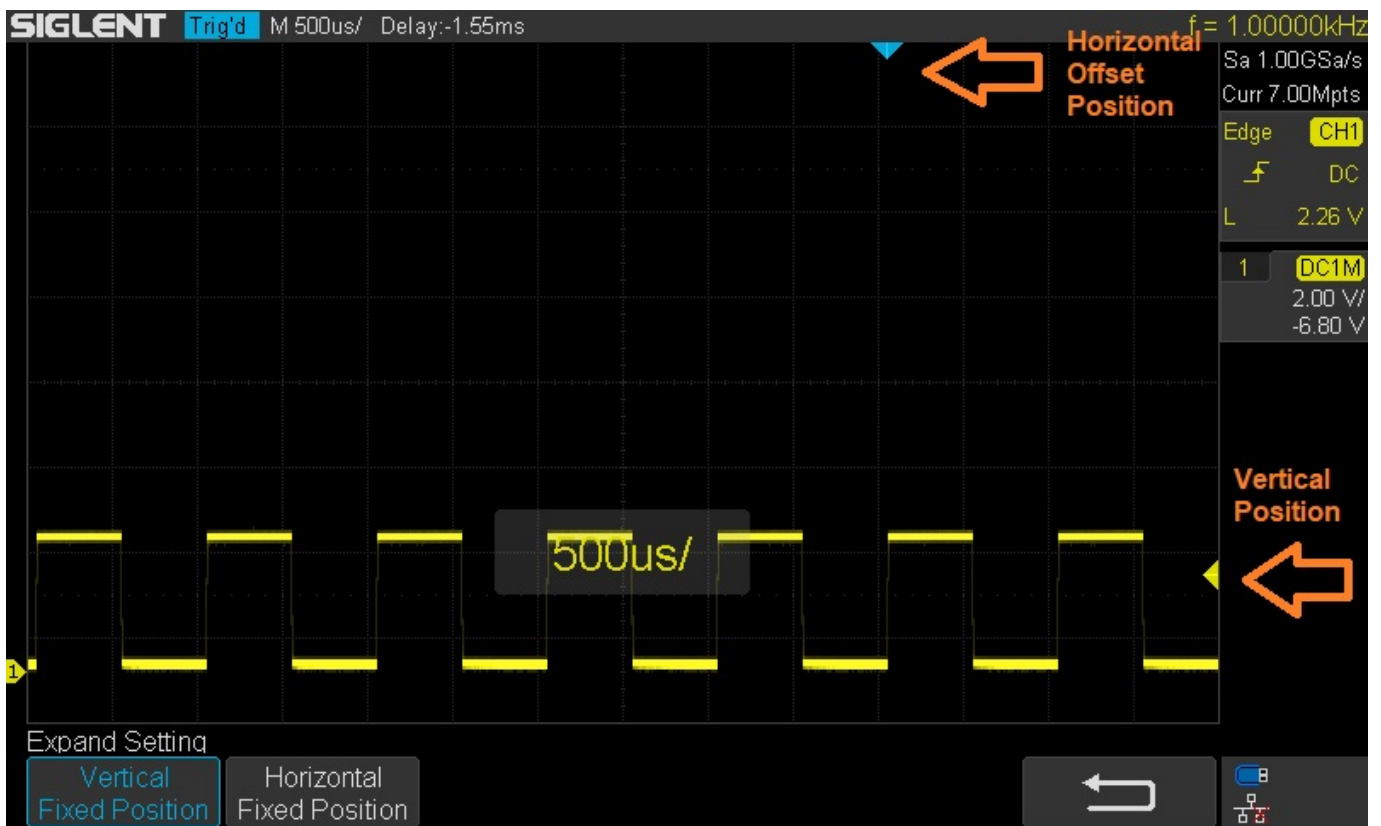 SIGLENT Trig'd M 500us/ Delay:-1.55ms f = 1.00000kHz
Horizontal
Offset
Position
Sa 1.00GSa/s
Curr 7.00Mpts
Edge CH1
DC
L 2.26 V
1 DC1M
2.00 V/
-6.80 V
Vertical
Position
500us/
1
Expand Setting
Vertical
Fixed Position
Horizontal
Fixed Position